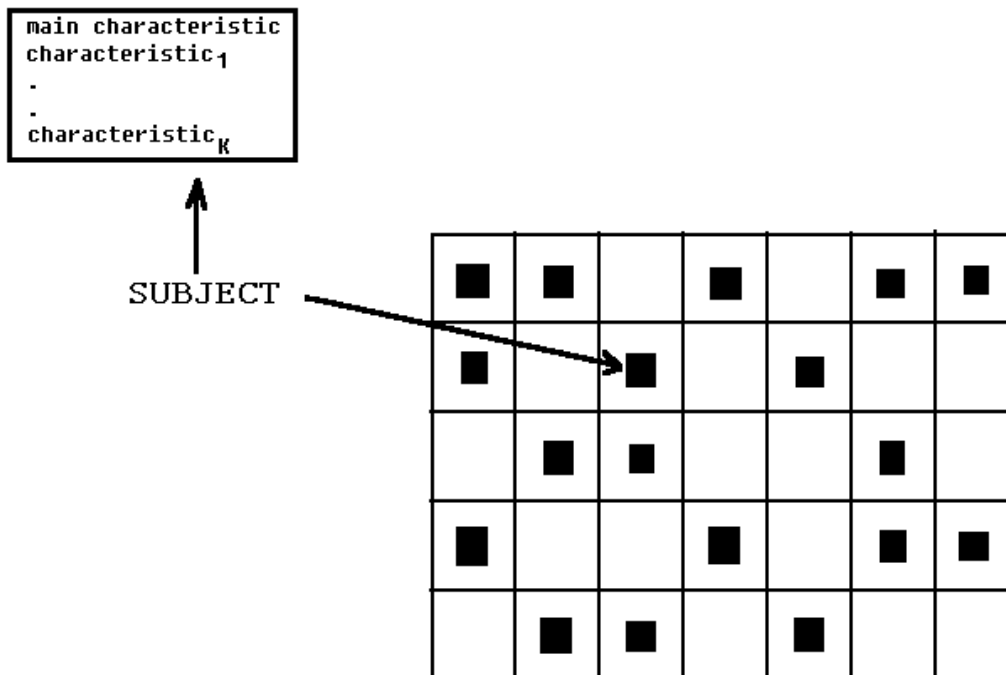 main characteristic
characteristic1
.
.
characteristicK
SUBJECT